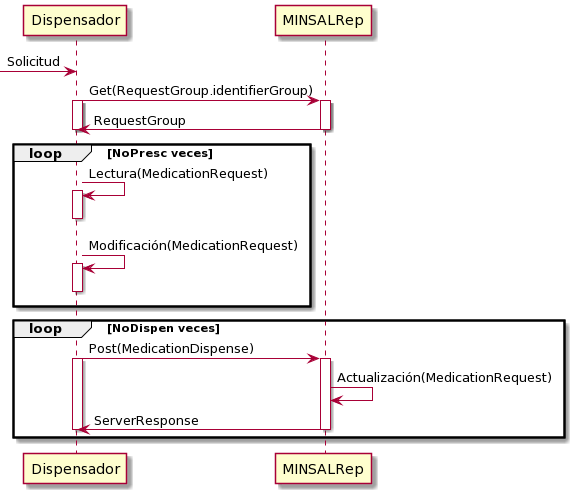 Dispensador
MINSALRep
Solicitud
Get(RequestGroup.identifierGroup)
RequestGroup
loop [NoPresc veces]
Lectura(MedicationRequest)
Modificación(MedicationRequest)
loop [NoDispen veces]
Post(MedicationDispense)
Actualización(MedicationRequest)
ServerResponse
Dispensador
MINSALRep